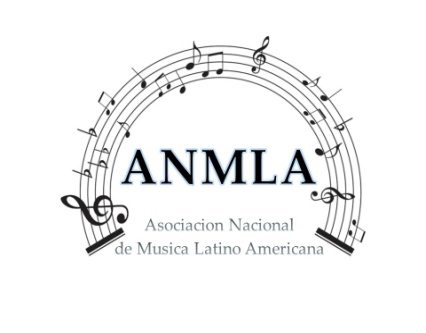 ANMLA
Asociacion Nacional
de Musica Latino Americana